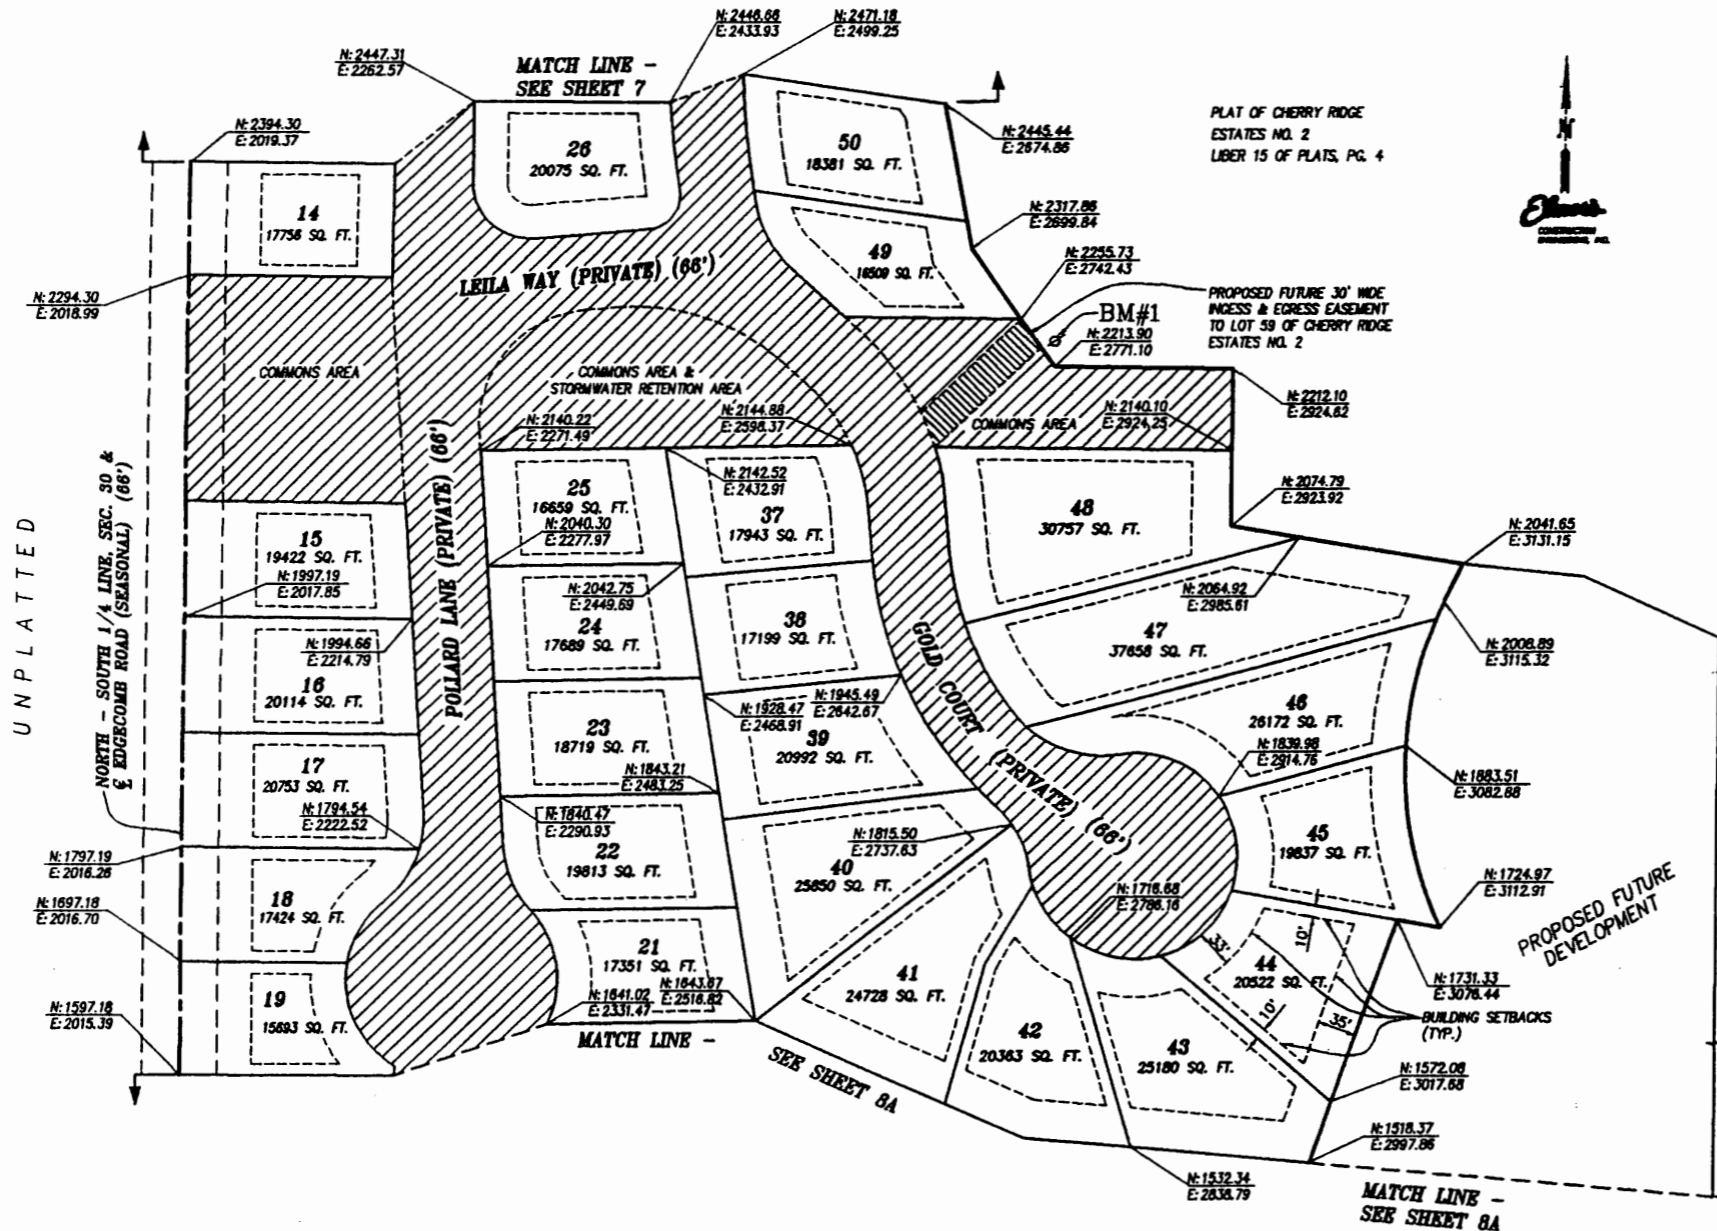 N: 2446.66
E: 2433.93
N: 2471.18
E: 2499.25
N: 2447.31
E: 2262.57
MATCH LINE -
SEE SHEET 7
N: 2394.30
E: 2019.37
26
20075 SQ. FT.
50
18381 SQ. FT.
N: 2445.44
E: 2674.86
PLAT OF CHERRY RIDGE
ESTATES NO. 2
LIBER 15 OF PLATS, PG. 4
N
Elmer's
CONSTRUCTION
ENGINEERING, INC.
14
17756 SQ. FT.
N: 2317.86
E: 2699.84
49
16509 SQ. FT.
N: 2255.73
E: 2742.43
LEILA WAY (PRIVATE) (66')
N: 2294.30
E: 2018.99
PROPOSED FUTURE 30' WIDE
INGESS & EGRESS EASEMENT
TO LOT 59 OF CHERRY RIDGE
ESTATES NO. 2
BM#1
N: 2213.90
E: 2771.10
COMMONS AREA
COMMONS AREA &
STORMWATER RETENTION AREA
N: 2212.10
E: 2924.62
N: 2140.22
E: 2271.49
N: 2144.88
E: 2598.37
COMMONS AREA
N: 2140.10
E: 2924.25
N: 2142.52
E: 2432.91
N: 2074.79
E: 2923.92
25
16659 SQ. FT.
N: 2040.30
E: 2277.97
37
17943 SQ. FT.
48
30757 SQ. FT.
N: 2041.65
E: 3131.15
UNPLATED
NORTH - SOUTH 1/4 LINE, SEC. 30 &
℄ EDGECOMB ROAD (SEASONAL) (66')
POLLARD LANE (PRIVATE) (66')
15
19422 SQ. FT.
N: 1997.19
E: 2017.85
N: 2042.75
E: 2449.69
N: 2064.92
E: 2985.61
24
17689 SQ. FT.
38
17199 SQ. FT.
47
37658 SQ. FT.
N: 2008.89
E: 3115.32
N: 1994.66
E: 2214.79
16
20114 SQ. FT.
GOLD COURT (PRIVATE) (66')
N: 1928.47
E: 2468.91
N: 1945.49
E: 2642.67
46
26172 SQ. FT.
23
18719 SQ. FT.
39
20992 SQ. FT.
N: 1839.98
E: 2914.76
17
20753 SQ. FT.
N: 1794.54
E: 2222.52
N: 1843.21
E: 2483.25
N: 1883.51
E: 3082.88
N: 1840.47
E: 2290.93
N: 1815.50
E: 2737.63
45
19837 SQ. FT.
N: 1797.19
E: 2018.26
22
19813 SQ. FT.
40
25850 SQ. FT.
N: 1716.68
E: 2786.16
N: 1724.97
E: 3112.91
N: 1697.18
E: 2016.70
18
17424 SQ. FT.
PROPOSED FUTURE
DEVELOPMENT
33'
10'
21
17351 SQ. FT.
41
24728 SQ. FT.
44
20522 SQ. FT.
N: 1731.33
E: 3076.44
N: 1597.18
E: 2015.39
19
15693 SQ. FT.
N: 1641.02
E: 2331.47
N: 1643.67
E: 2518.82
10'
35'
BUILDING SETBACKS
(TYP.)
MATCH LINE -
SEE SHEET 8A
42
20363 SQ. FT.
43
25180 SQ. FT.
N: 1572.08
E: 3017.68
N: 1518.37
E: 2997.86
N: 1532.34
E: 2838.79
MATCH LINE -
SEE SHEET 8A